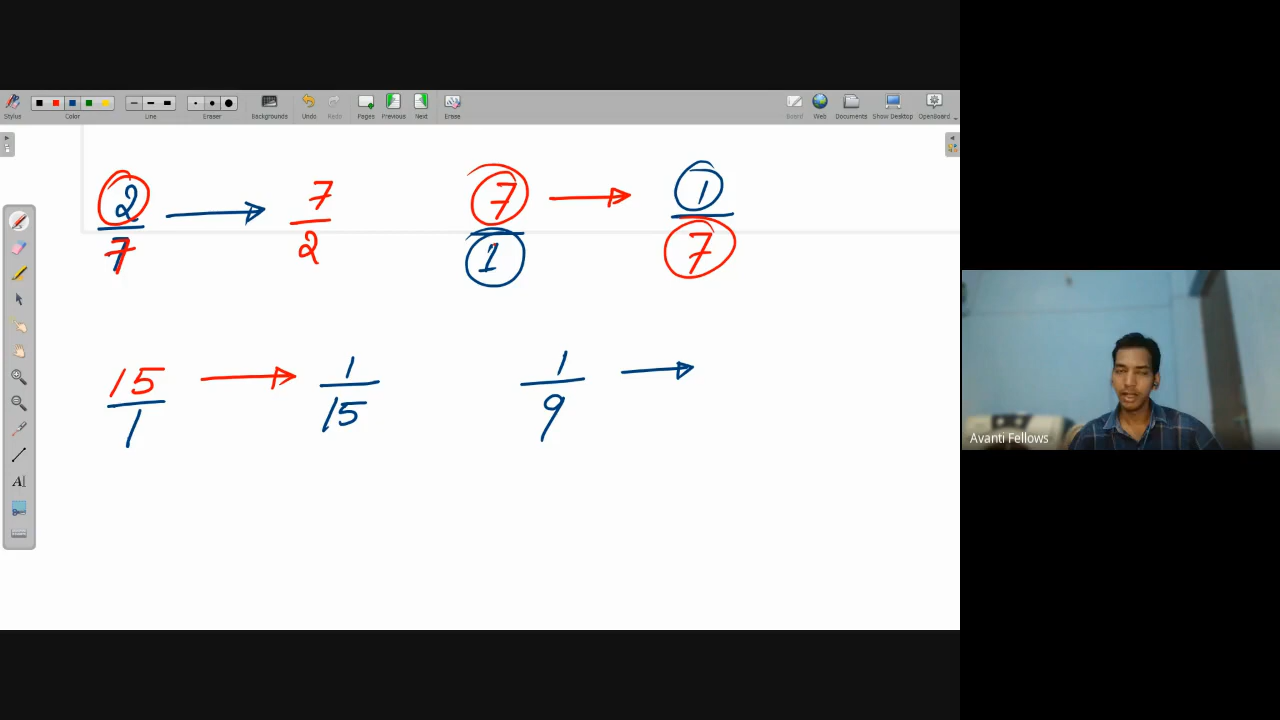 Stylus Color Line Eraser Backgrounds Undo Redo Pages Previous Next Erase Board Web Documents Show Desktop OpenBoard
2/7 → 7/2 7/1 → 1/7
15/1 → 1/15 1/9 →
Avanti Fellows